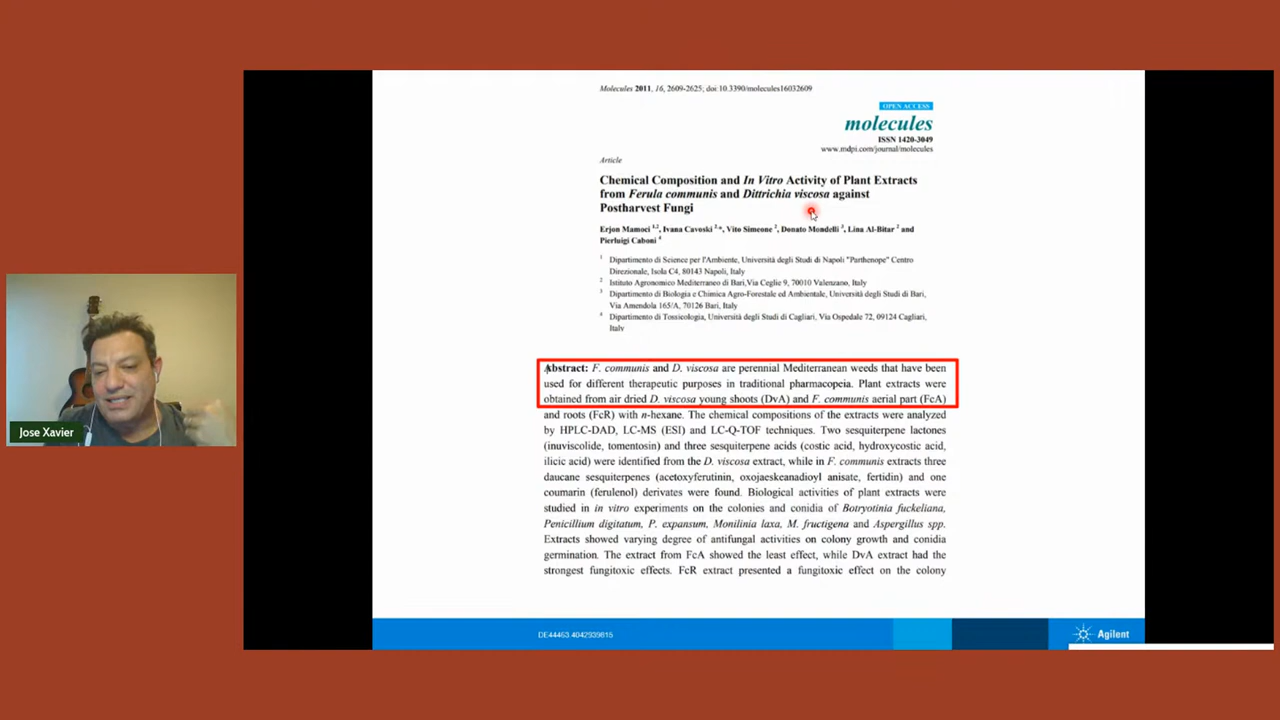 Molecules 2011, 16, 2609-2625; doi:10.3390/molecules16032609
OPEN ACCESS
molecules
ISSN 1420-3049
www.mdpi.com/journal/molecules
Article
Chemical Composition and In Vitro Activity of Plant Extracts
from Ferula communis and Dittrichia viscosa against
Postharvest Fungi
Erjon Mamoci 1,2, Ivana Cavoski 2,*, Vito Simeone 2, Donato Mondelli 3, Lina Al-Bitar 2 and
Pierluigi Caboni 4
1 Dipartimento di Science per l'Ambiente, Università degli Studi di Napoli "Parthenope" Centro
Direzionale, Isola C4, 80143 Napoli, Italy
2 Istituto Agronomico Mediterraneo di Bari,Via Ceglie 9, 70010 Valenzano, Italy
3 Dipartimento di Biologia e Chimica Agro-Forestale ed Ambientale, Università degli Studi di Bari,
Via Amendola 165/A, 70126 Bari, Italy
4 Dipartimento di Tossicologia, Università degli Studi di Cagliari, Via Ospedale 72, 09124 Cagliari,
Italy
Abstract: F. communis and D. viscosa are perennial Mediterranean weeds that have been
used for different therapeutic purposes in traditional pharmacopeia. Plant extracts were
obtained from air dried D. viscosa young shoots (DvA) and F. communis aerial part (FcA)
and roots (FcR) with n-hexane. The chemical compositions of the extracts were analyzed
by HPLC-DAD, LC-MS (ESI) and LC-Q-TOF techniques. Two sesquiterpene lactones
(inuviscolide, tomentosin) and three sesquiterpene acids (costic acid, hydroxycostic acid,
ilicic acid) were identified from the D. viscosa extract, while in F. communis extracts three
daucane sesquiterpenes (acetoxyferutinin, oxojaeskeanadioyl anisate, fertidin) and one
coumarin (ferulenol) derivates were found. Biological activities of plant extracts were
studied in in vitro experiments on the colonies and conidia of Botryotinia fuckeliana,
Penicillium digitatum, P. expansum, Monilinia laxa, M. fructigena and Aspergillus spp.
Extracts showed varying degree of antifungal activities on colony growth and conidia
germination. The extract from FcA showed the least effect, while DvA extract had the
strongest fungitoxic effects. FcR extract presented a fungitoxic effect on the colony
Jose Xavier
DE44463.4042939815
Agilent